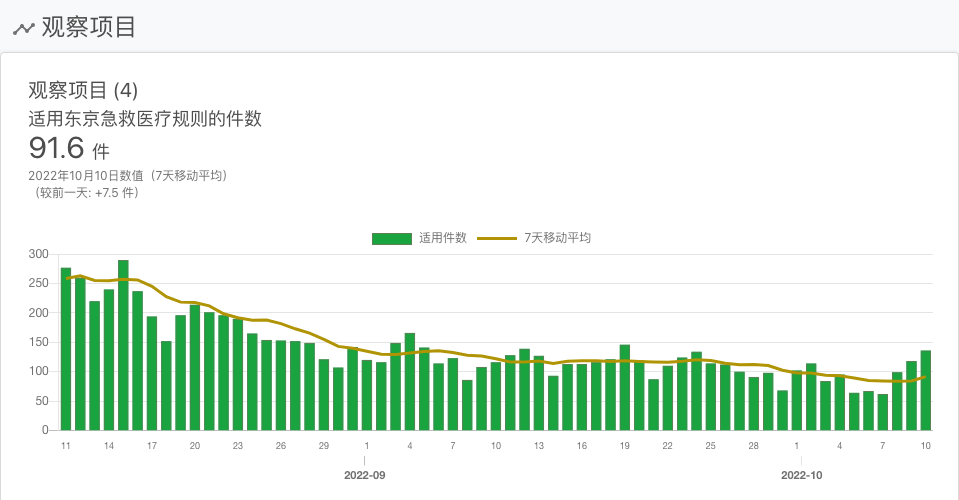 观察项目
观察项目 (4)
适用东京急救医疗规则的件数
91.6 件
2022年10月10日数值（7天移动平均）
（较前一天: +7.5 件）
适用件数 7天移动平均
300
250
200
150
100
50
0
11 14 17 20 23 26 29 1 4 7 10 13 16 19 22 25 28 1 4 7 10
2022-09 2022-10